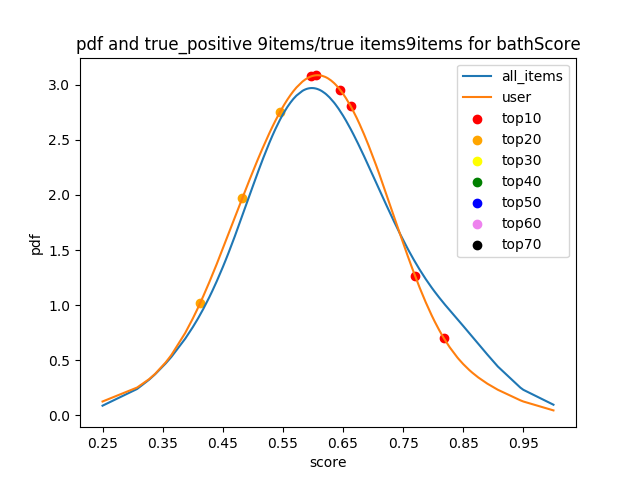 pdf and true_positive 9items/true items9items for bathScore
3.0
2.5
2.0
1.5
1.0
0.5
0.0
pdf
0.25 0.35 0.45 0.55 0.65 0.75 0.85 0.95
score
all_items
user
top10
top20
top30
top40
top50
top60
top70